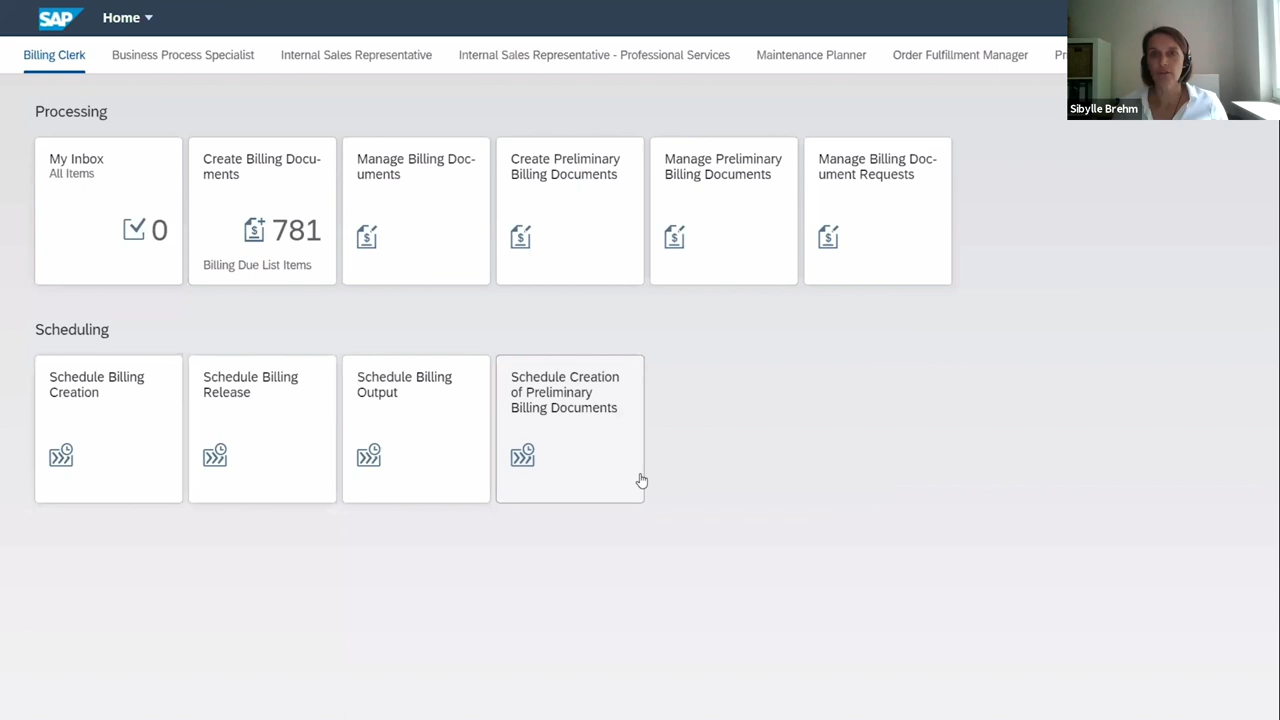 SAP
Home
Billing Clerk
Business Process Specialist
Internal Sales Representative
Internal Sales Representative - Professional Services
Maintenance Planner
Order Fulfillment Manager
Sibylle Brehm
Processing
My Inbox
All Items
0
Create Billing Docu-
ments
781
Billing Due List Items
Manage Billing Doc-
uments
Create Preliminary
Billing Documents
Manage Preliminary
Billing Documents
Manage Billing Doc-
ument Requests
Scheduling
Schedule Billing
Creation
Schedule Billing
Release
Schedule Billing
Output
Schedule Creation
of Preliminary
Billing Documents